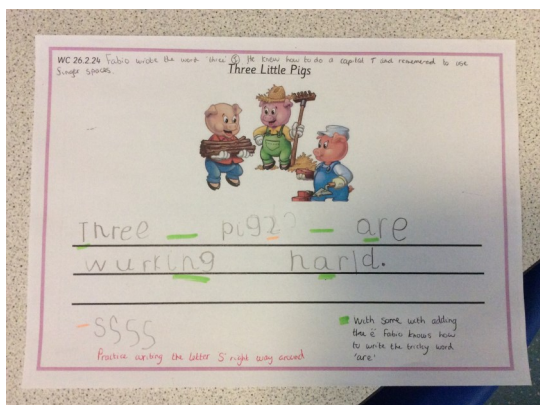 WC 26.2.24 Fabio wrote the word 'three' He knew how to do a capital T and remembered to use
finger spaces.
Three Little Pigs
Three pigz are
wurking hard.
ssss
With some with adding
the 'e' Fabio knows how
to write the tricky word
'are'
Practice writing the letter 'S' right way around